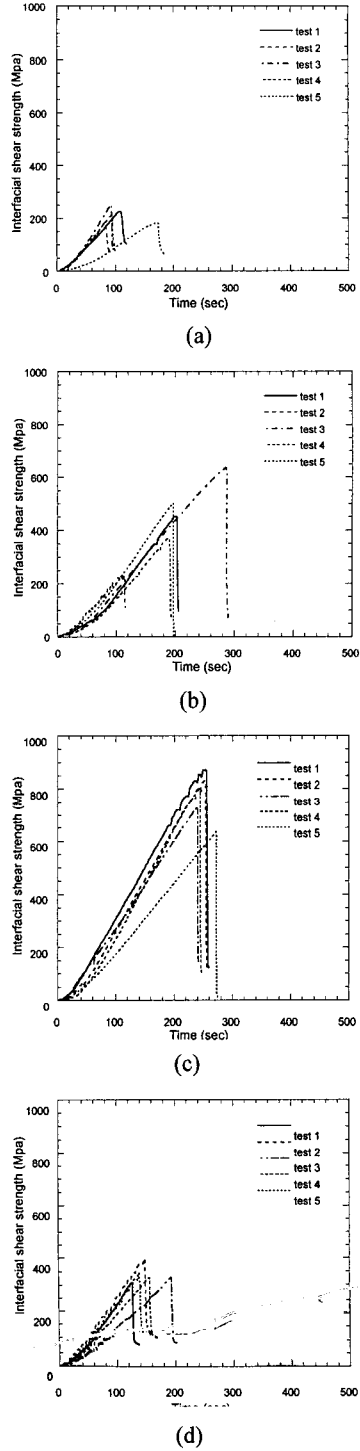 1000
800
600
400
200
0
Interfacial shear strength (Mpa)
test 1
test 2
test 3
test 4
test 5
0 100 200 300 400 500
Time (sec)
(a)
1000
800
600
400
200
0
Interfacial shear strength (Mpa)
test 1
test 2
test 3
test 4
test 5
0 100 200 300 400 500
Time (sec)
(b)
1000
800
600
400
200
0
Interfacial shear strength (Mpa)
test 1
test 2
test 3
test 4
test 5
0 100 200 300 400 500
Time (sec)
(c)
1000
800
600
400
200
0
Interfacial shear strength (Mpa)
test 1
test 2
test 3
test 4
test 5
0 100 200 300 400 500
(d)